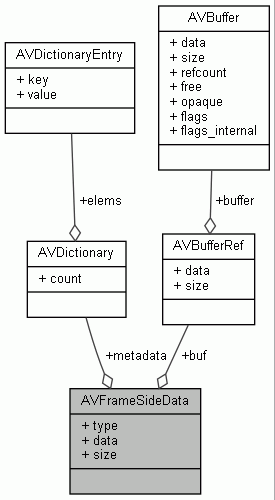 AVBuffer
+ data
+ size
+ refcount
+ free
+ opaque
+ flags
+ flags_internal
AVDictionaryEntry
+ key
+ value
+elems
+buffer
AVDictionary
+ count
AVBufferRef
+ data
+ size
+metadata
+buf
AVFrameSideData
+ type
+ data
+ size